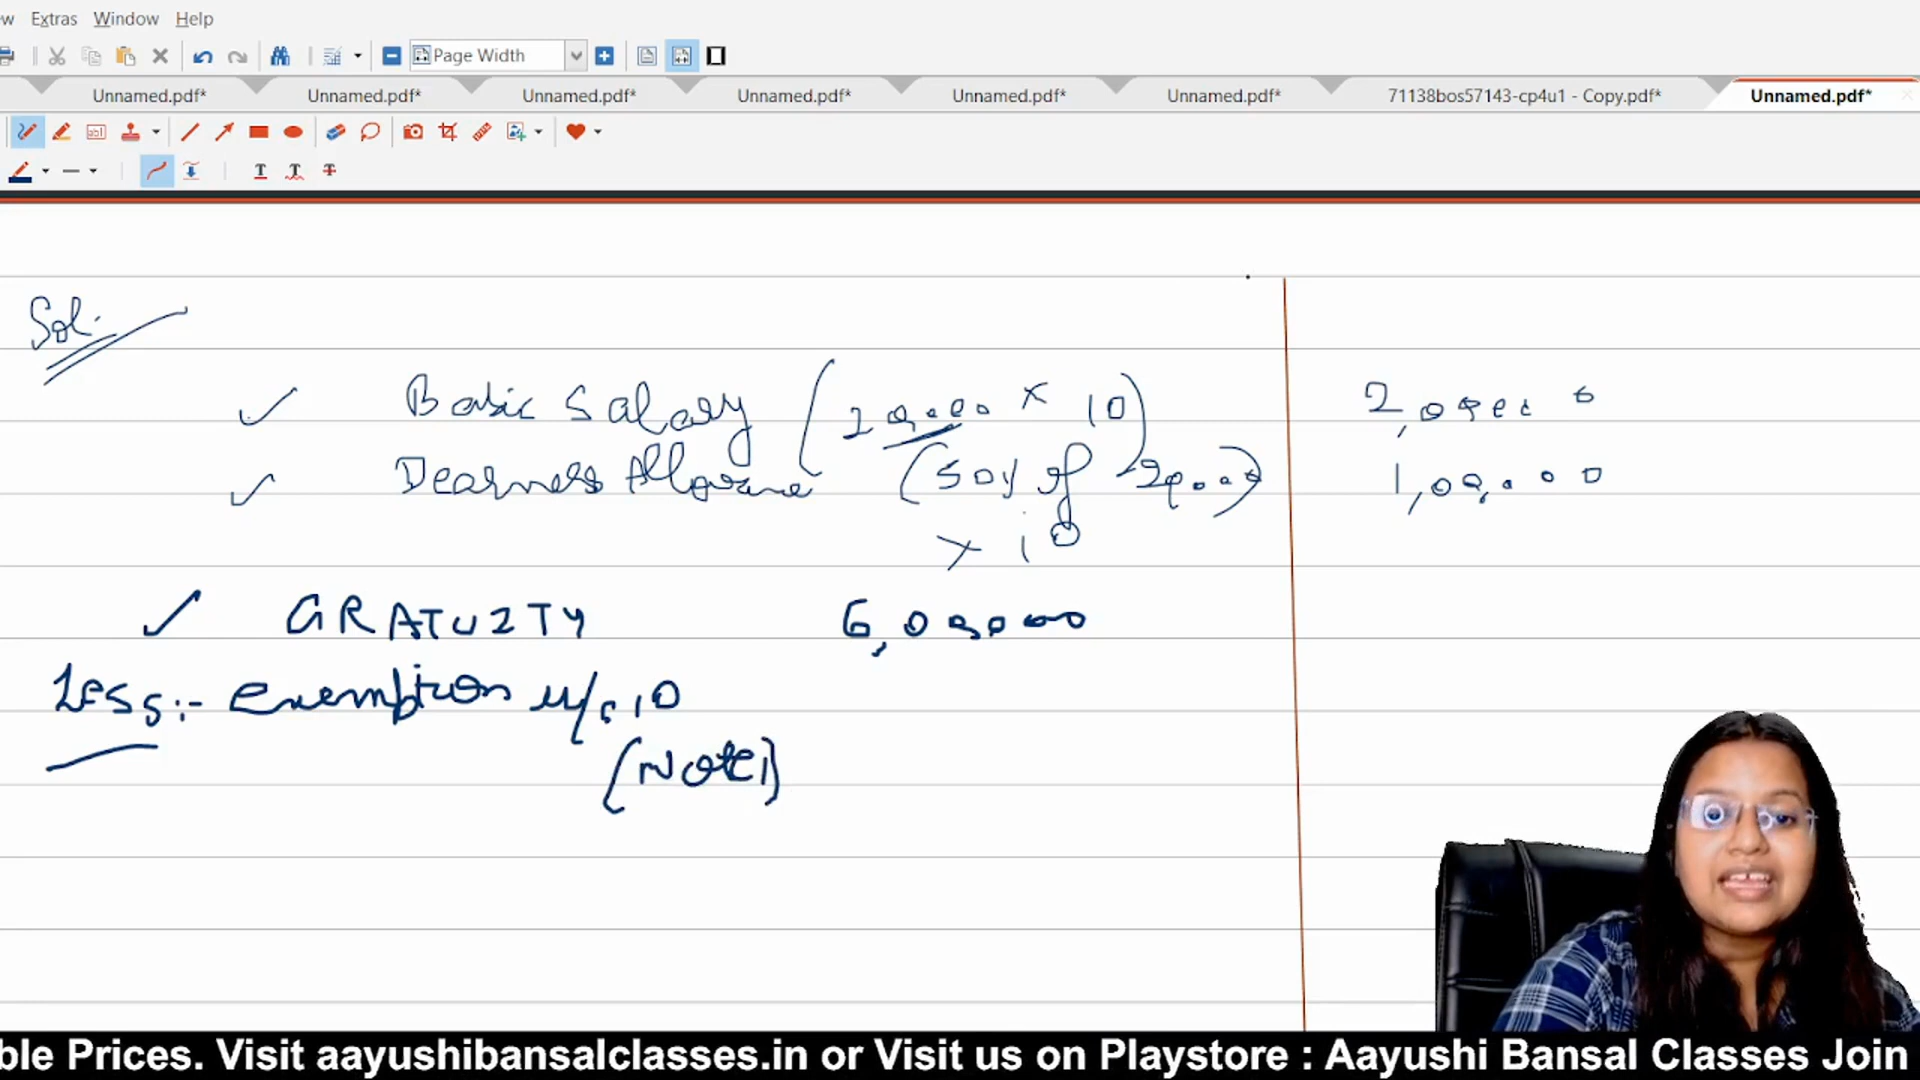 Extras Window Help
Page Width
Unnamed.pdf* Unnamed.pdf* Unnamed.pdf* Unnamed.pdf* Unnamed.pdf* Unnamed.pdf* 71138bos57143-cp4u1 - Copy.pdf* Unnamed.pdf*
Sol.
Basic Salary (20,000 × 10) 2,00,000
Dearness Allowance (50% of 20,000) 1,00,000
× 10
GRATUITY 6,00,000
Less:- Exemption u/s 10
(Note 1)
ble Prices. Visit aayushibansalclasses.in or Visit us on Playstore : Aayushi Bansal Classes Join